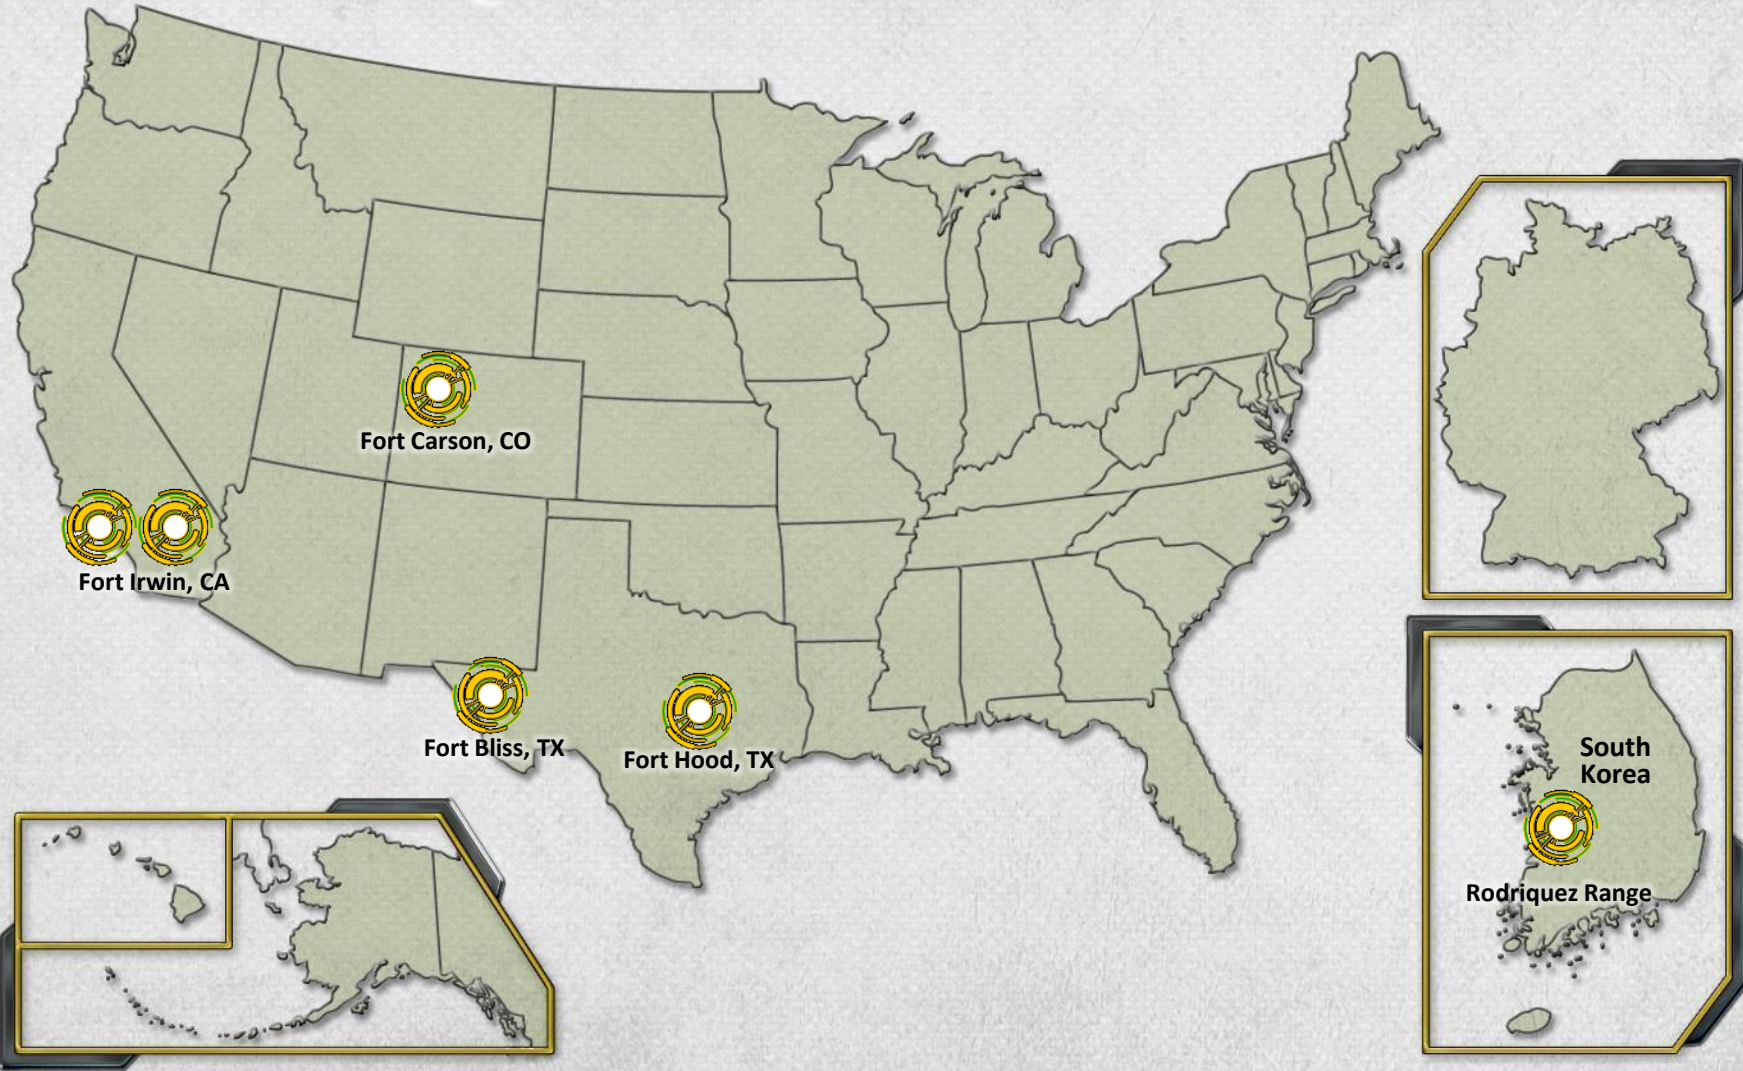 Fort Carson, CO
Fort Irwin, CA
Fort Bliss, TX
Fort Hood, TX
South
Korea
Rodriquez Range